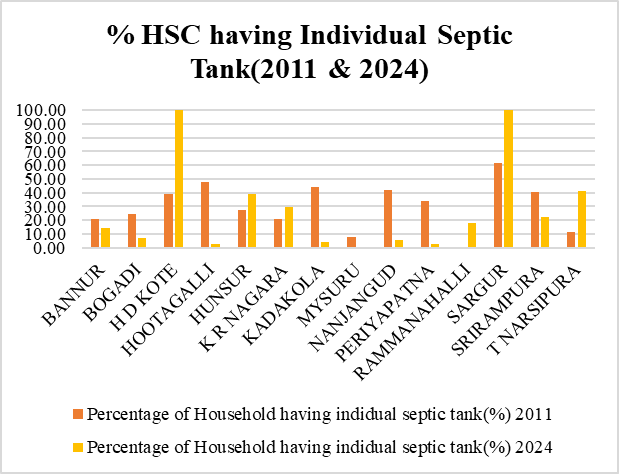 % HSC having Individual Septic
Tank(2011 & 2024)
100.00
90.00
80.00
70.00
60.00
50.00
40.00
30.00
20.00
10.00
0.00
BANNUR
BOGADI
H D KOTE
HOOTAGALLI
HUNSUR
K R NAGARA
KADAKOLA
MYSURU
NANJANGUD
PERIYAPATNA
RAMMANAHALLI
SARGUR
SRIRAMPURA
T NARSIPURA
Percentage of Household having indidual septic tank(%) 2011
Percentage of Household having indidual septic tank(%) 2024